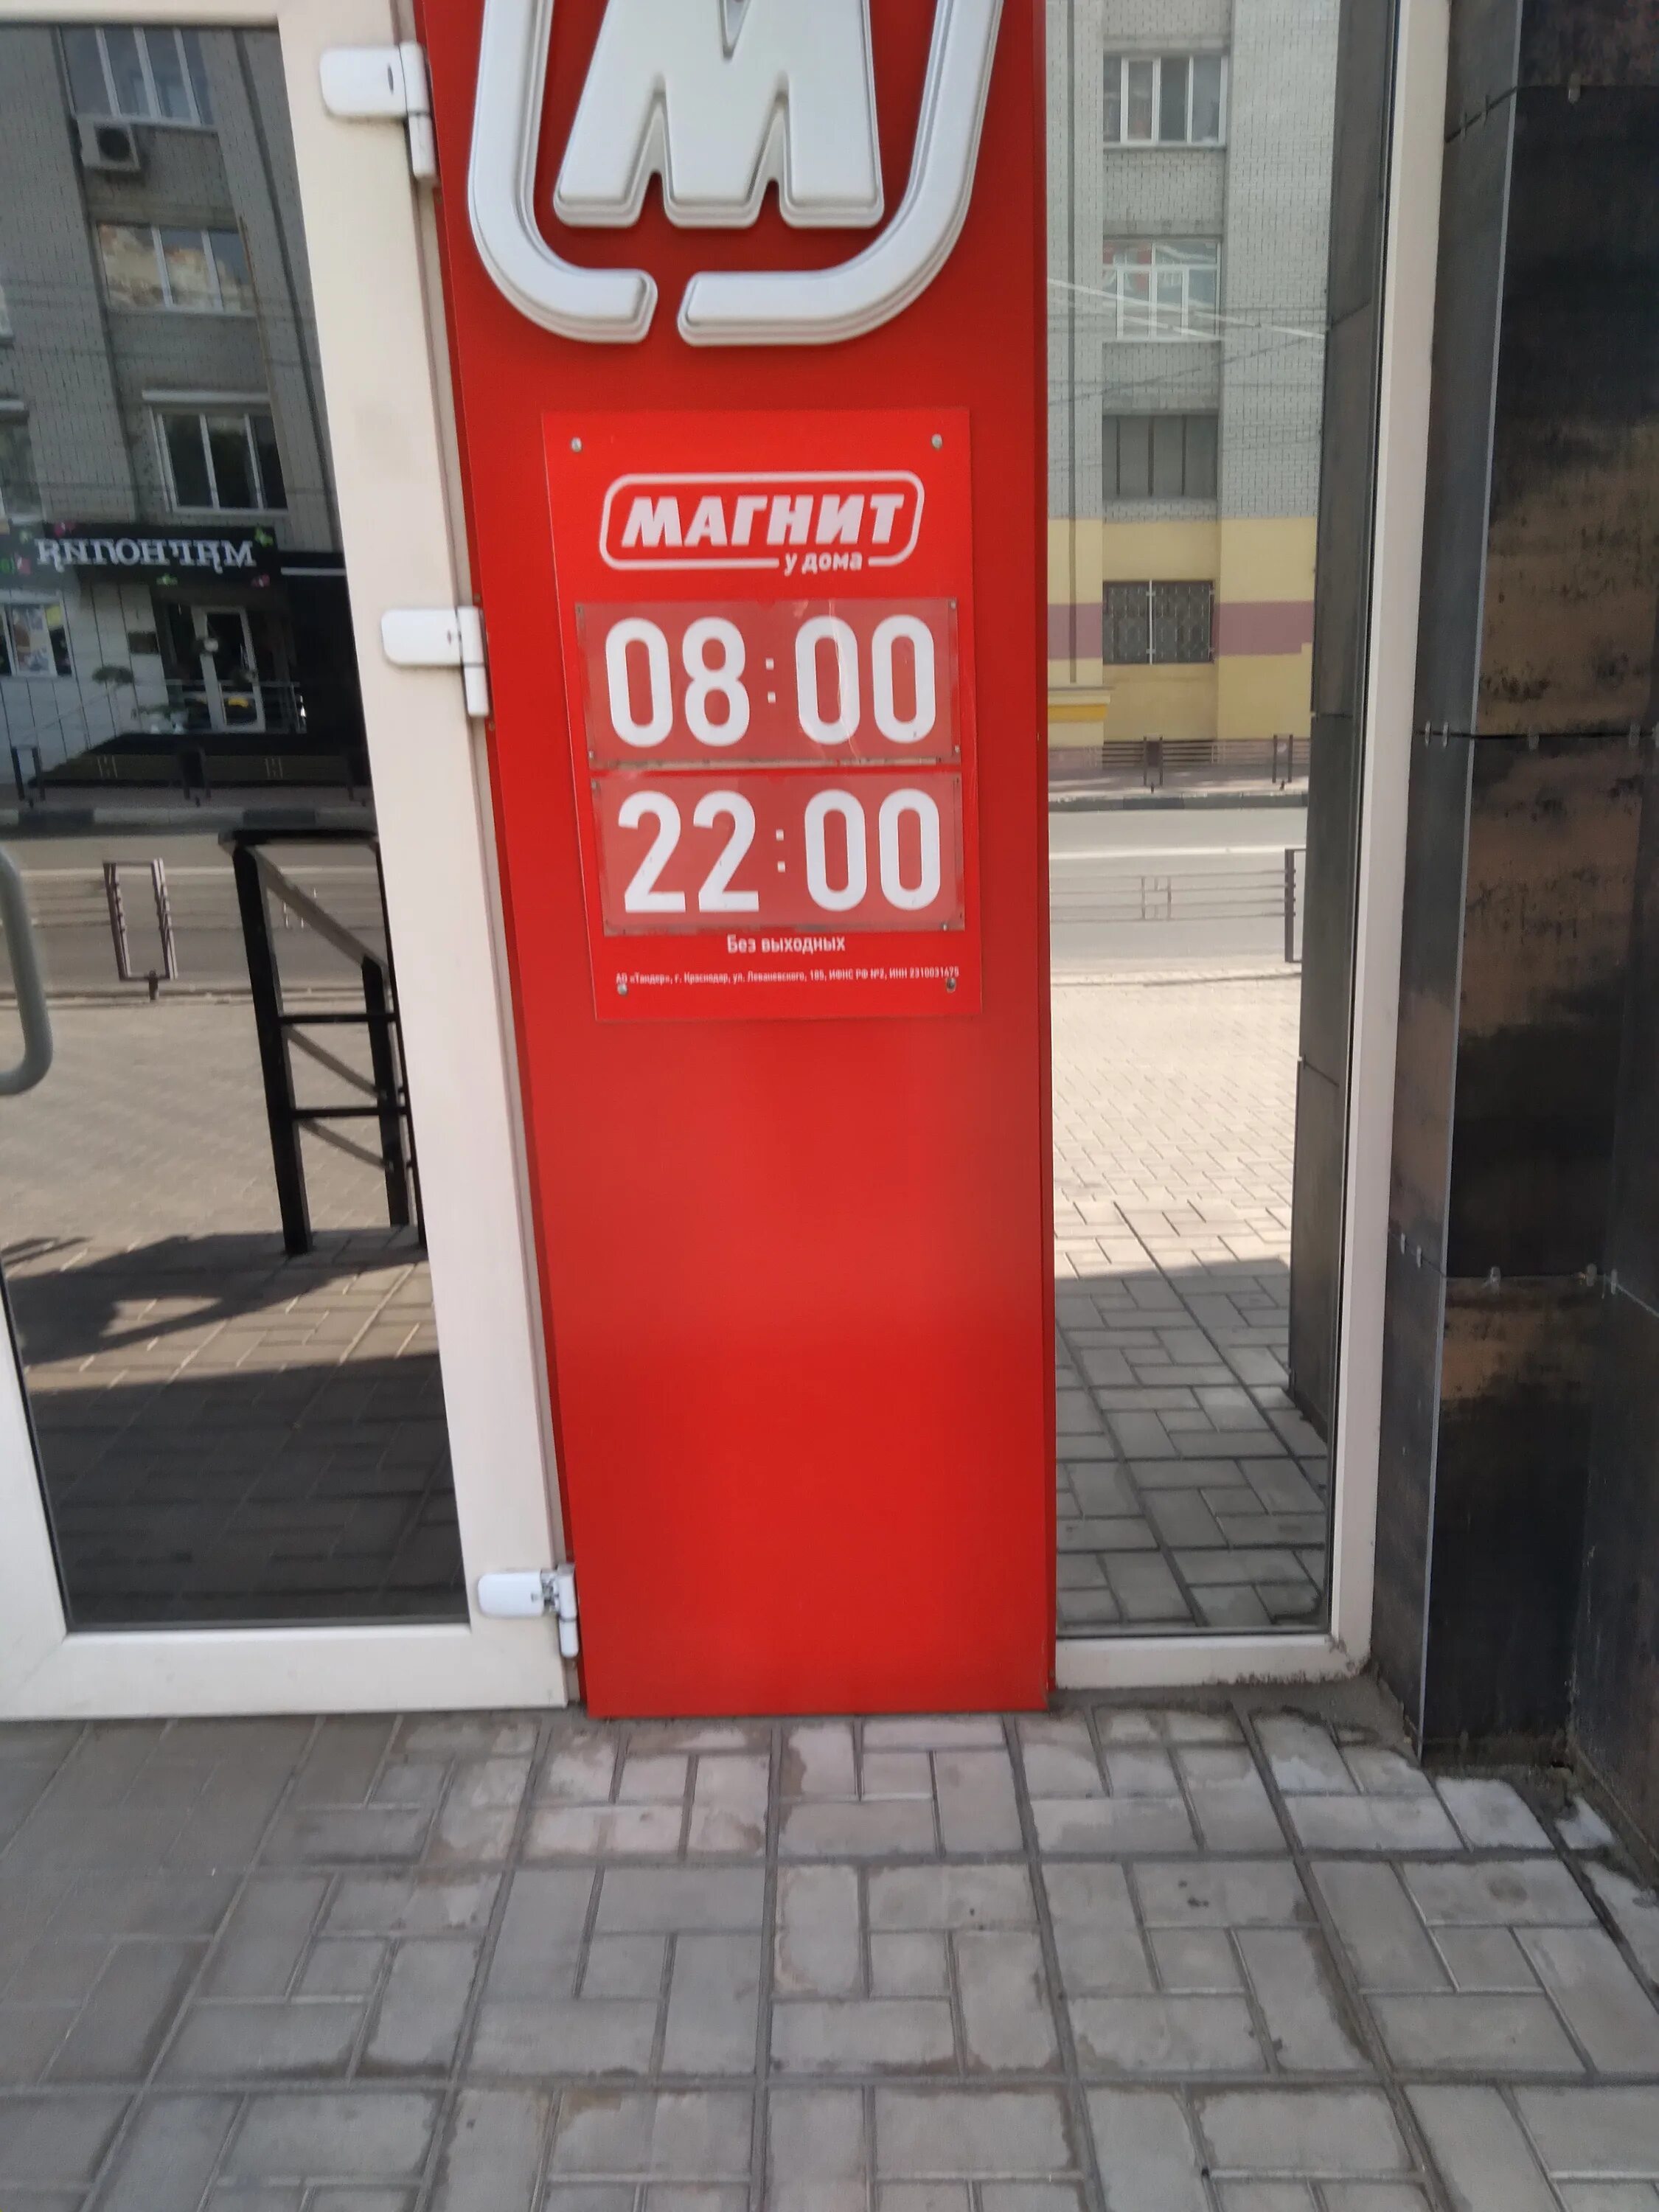 М
МАГНИТ
у дома
08:00
22:00
Без выходных
АО «Тандер», г. Краснодар, ул. Леваневского, 185, ИФНС РФ №2, ИНН 2310031475